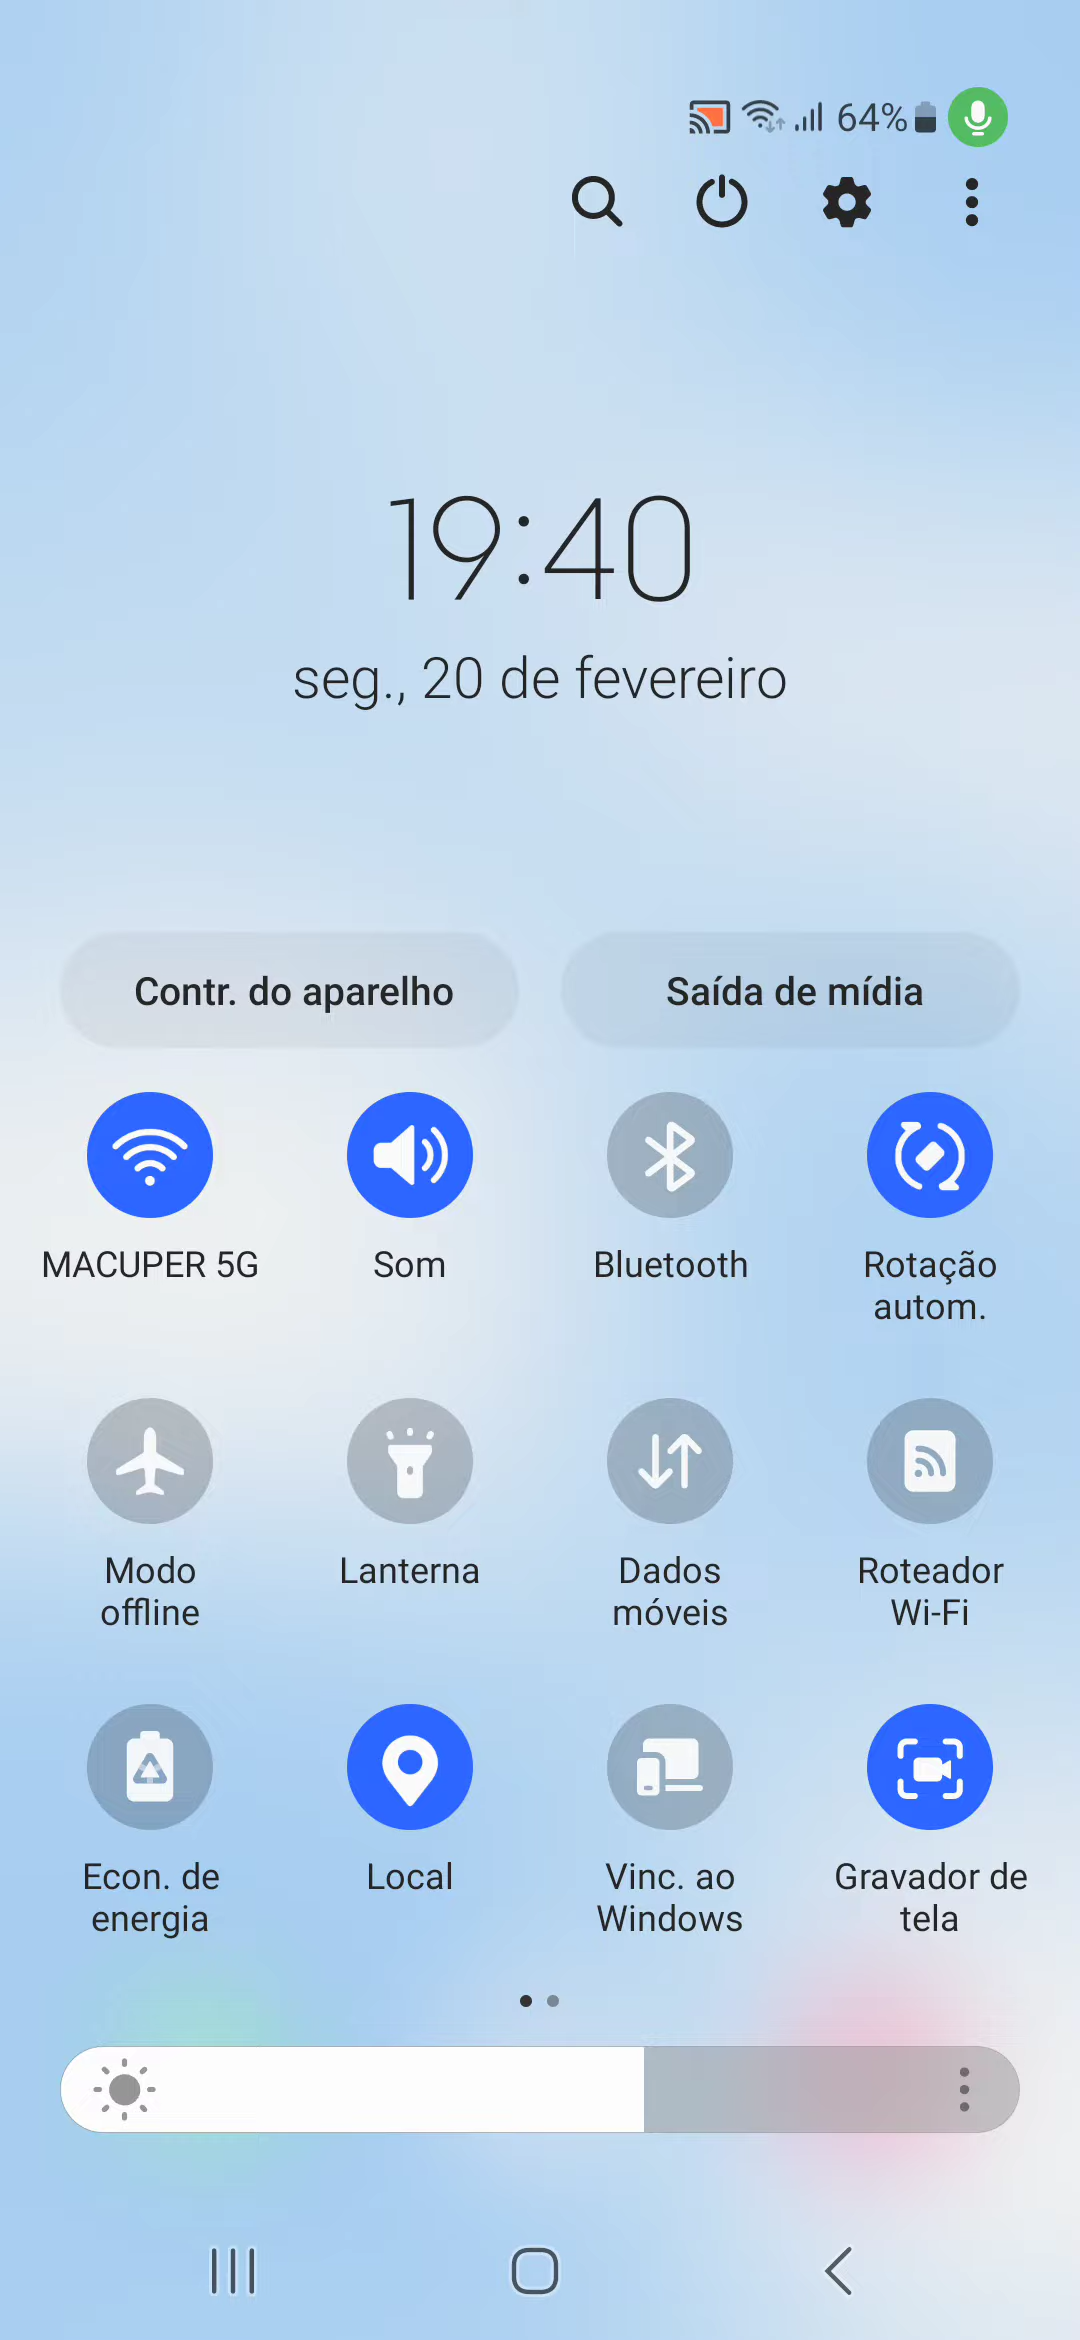 64%
19:40
seg., 20 de fevereiro
Contr. do aparelho
Saída de mídia
MACUPER 5G
Som
Bluetooth
Rotação
autom.
Modo
offline
Lanterna
Dados
móveis
Roteador
Wi-Fi
Econ. de
energia
Local
Vinc. ao
Windows
Gravador de
tela